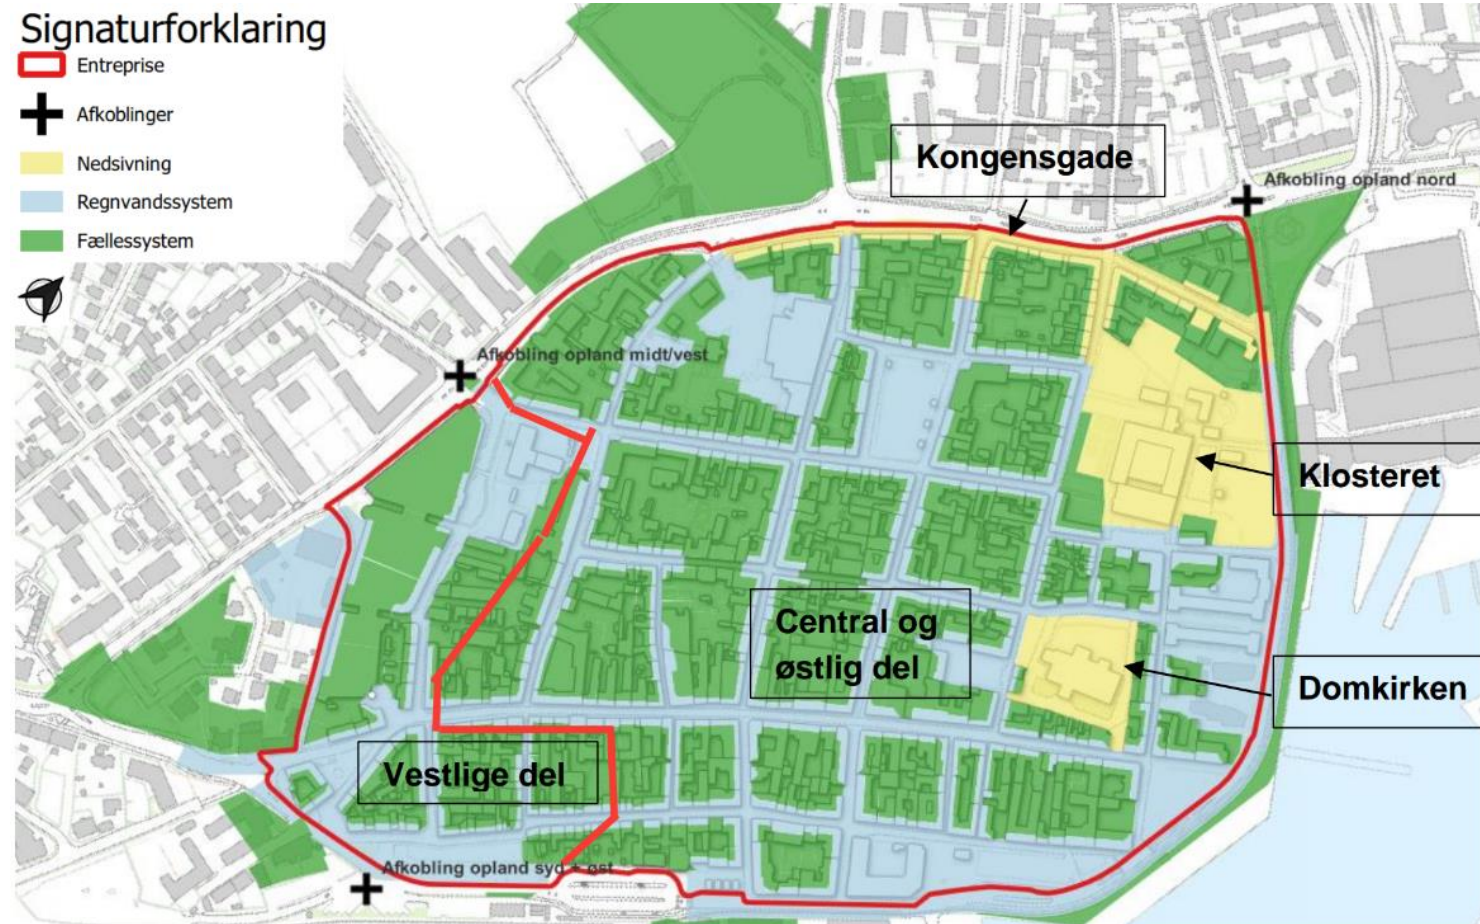 Signaturforklaring
Entreprise
Afkoblinger
Nedsivning
Regnvandssystem
Fællessystem
Kongensgade
Afkobling opland nord
Afkobling opland midt/vest
Klosteret
Central og
østlig del
Domkirken
Vestlige del
Afkobling opland syd + øst